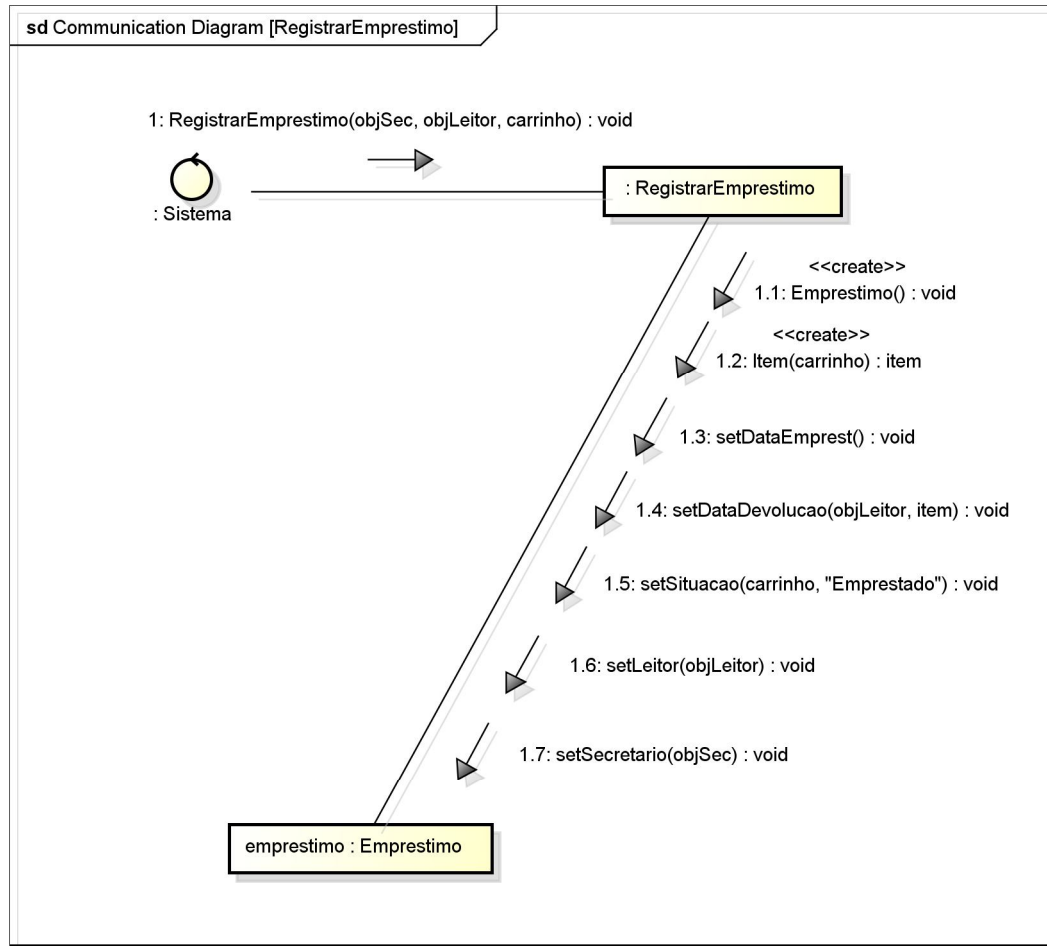 sd Communication Diagram [RegistrarEmprestimo]
1: RegistrarEmprestimo(objSec, objLeitor, carrinho) : void
: Sistema
: RegistrarEmprestimo
<<create>>
1.1: Emprestimo() : void
<<create>>
1.2: Item(carrinho) : item
1.3: setDataEmprest() : void
1.4: setDataDevolucao(objLeitor, item) : void
1.5: setSituacao(carrinho, "Emprestado") : void
1.6: setLeitor(objLeitor) : void
1.7: setSecretario(objSec) : void
emprestimo : Emprestimo